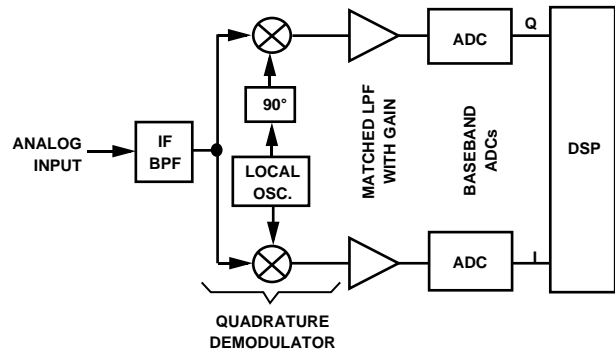 ADC
Q
90°
ANALOG
INPUT
IF
BPF
LOCAL
OSC.
MATCHED LPF
WITH GAIN
BASEBAND
ADCs
DSP
ADC
I
QUADRATURE
DEMODULATOR